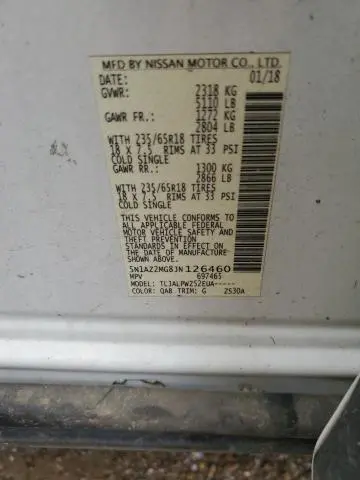 MFD BY NISSAN MOTOR CO., LTD.
DATE: 01/18
GVWR: 2318 KG
5110 LB
GAWR FR.: 1272 KG
2804 LB
WITH 235/65R18 TIRES
18 X 7.5 RIMS AT 33 PSI
COLD SINGLE
GAWR RR.: 1300 KG
2866 LB
WITH 235/65R18 TIRES
18 X 7.5 RIMS AT 33 PSI
COLD SINGLE
THIS VEHICLE CONFORMS TO
ALL APPLICABLE FEDERAL
MOTOR VEHICLE SAFETY
STANDARDS IN EFFECT ON
THE DATE OF MANUFACTURE
SHOWN ABOVE
5N1AZ2MG8JN126460
MPV 697465
MODEL: TLJALPWZ52EUA-----
COLOR: QAB TRIM: G ZS30A